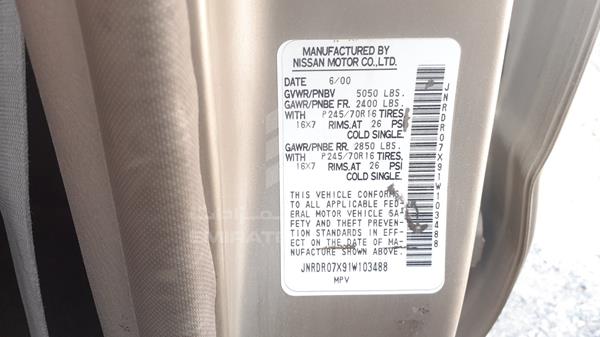 MANUFACTURED BY
NISSAN MOTOR CO.,LTD.
DATE 6/00
GVWR/PNBV 5050 LBS.
GAWR/PNBE FR. 2400 LBS.
WITH P245/70R16 TIRES,
16X7 RIMS,AT 26 PSI
COLD SINGLE.
GAWR/PNBE RR. 2850 LBS.
WITH P245/70R16 TIRES,
16X7 RIMS,AT 26 PSI
COLD SINGLE.
THIS VEHICLE CONFORMS
TO ALL APPLICABLE FED-
ERAL MOTOR VEHICLE SA-
FETY AND THEFT PREVENTION
STANDARDS IN EFF-
ECT ON THE DATE OF MA-
NUFACTURE SHOWN ABOVE.
JNRDR07X91W103488
MPV
JNRDR07X91W103488